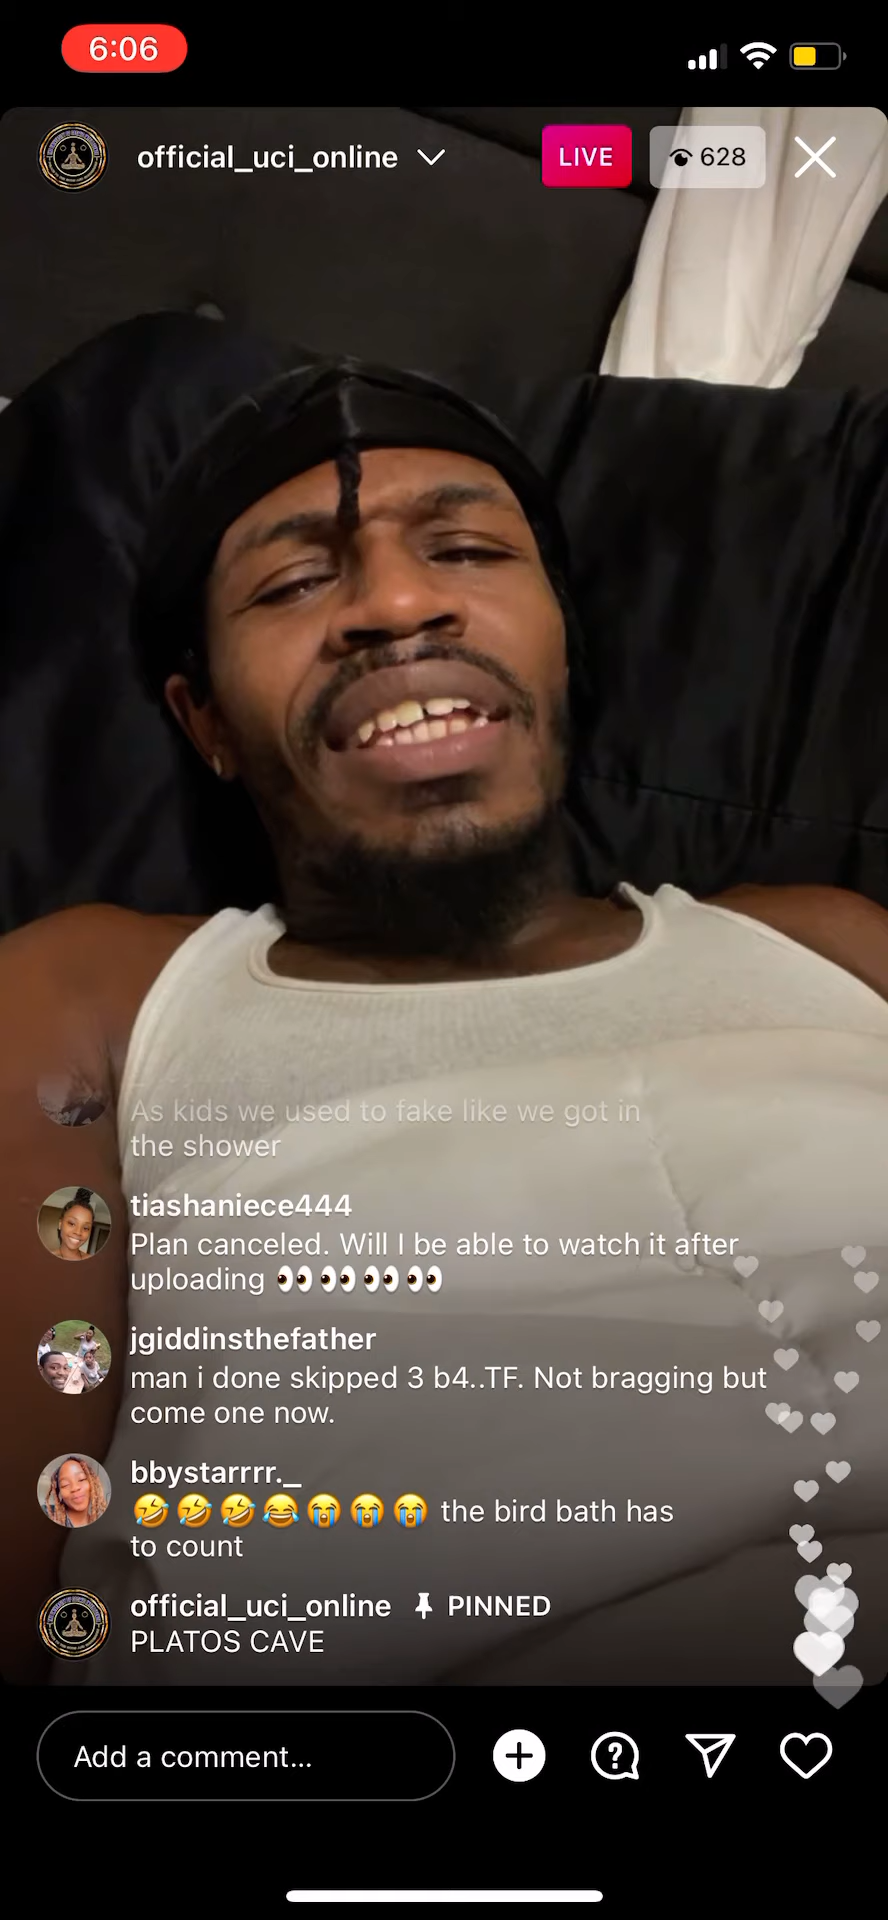 6:06
official_uci_online
LIVE
628
As kids we used to fake like we got in
the shower
tiashaniece444
Plan canceled. Will I be able to watch it after
uploading 👀👀👀👀
jgiddinsthefather
man i done skipped 3 b4..TF. Not bragging but
come one now.
bbystarrrr._
🤣🤣🤣😂😭😭😭 the bird bath has
to count
official_uci_online 📌 PINNED
PLATOS CAVE
Add a comment...